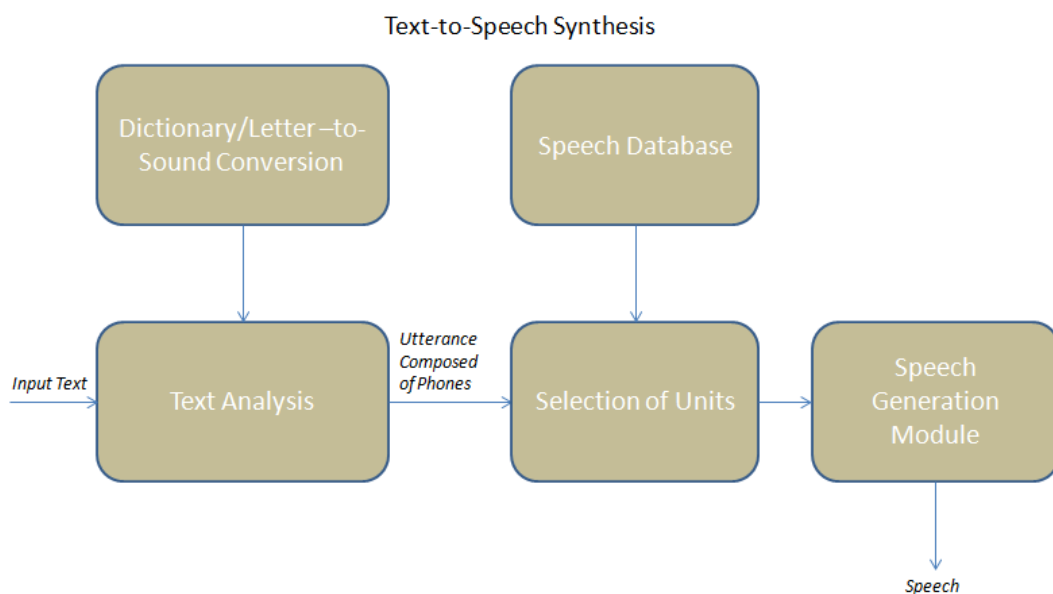 Text-to-Speech Synthesis
Dictionary/Letter –to-
Sound Conversion
Speech Database
Input Text
Text Analysis
Utterance
Composed
of Phones
Selection of Units
Speech
Generation
Module
Speech